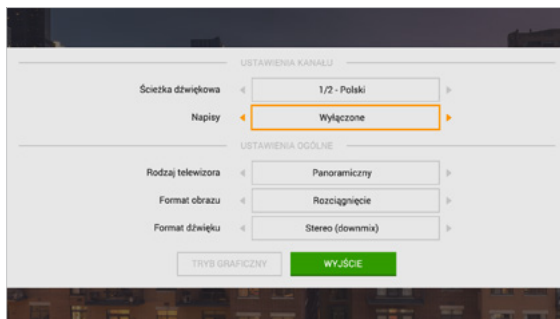 USTAWIENIA KANAŁU
Ścieżka dźwiękowa 1/2 - Polski
Napisy Wyłączone
USTAWIENIA OGÓLNE
Rodzaj telewizora Panoramiczny
Format obrazu Rozciągnięcie
Format dźwięku Stereo (downmix)
TRYB GRAFICZNY WYJŚCIE